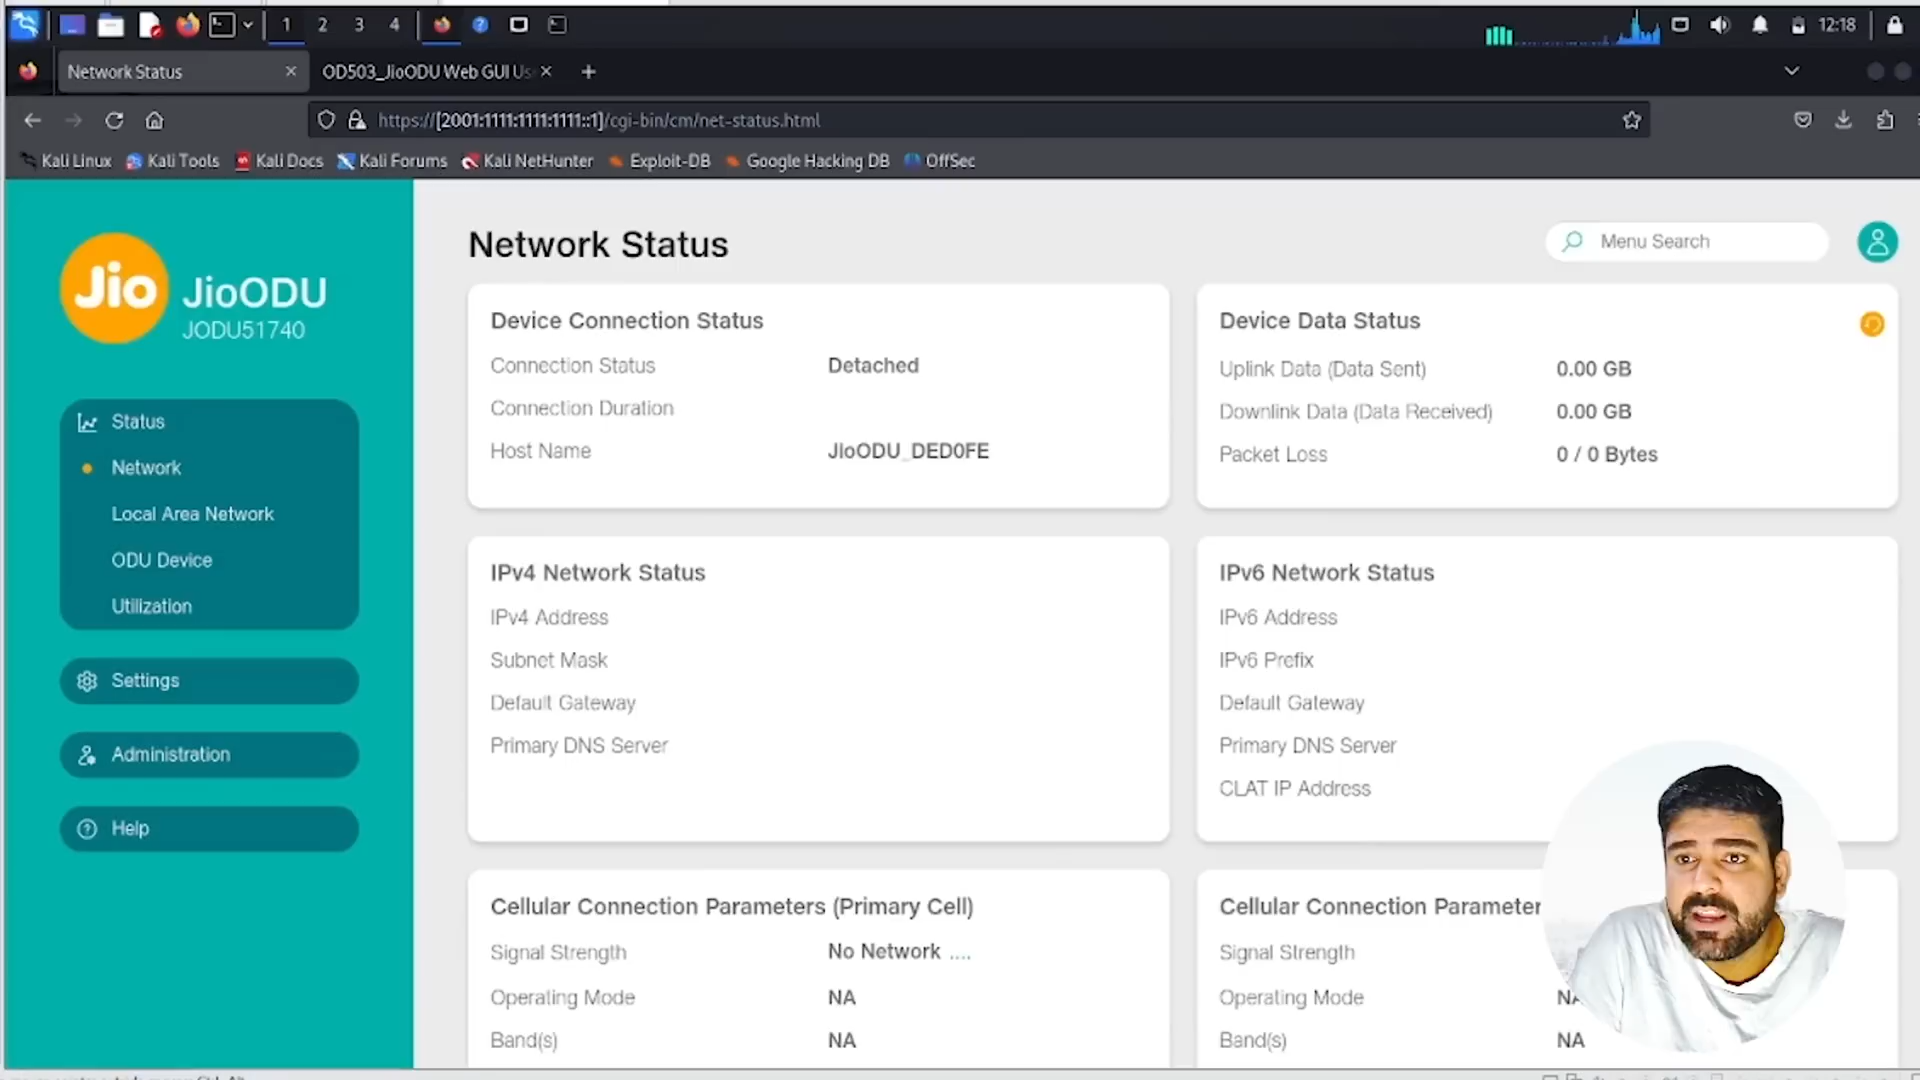 1 2 3 4 12:18
Network Status OD503_JioODU Web GUI Us
https://[2001:1111:1111:1111::1]/cgi-bin/cm/net-status.html
Kali Linux Kali Tools Kali Docs Kali Forums Kali NetHunter Exploit-DB Google Hacking DB OffSec
Jio
JioODU
JODU51740
Status
Network
Local Area Network
ODU Device
Utilization
Settings
Administration
Help
Network Status
Menu Search
Device Connection Status
Connection Status Detached
Connection Duration
Host Name JioODU_DED0FE
Device Data Status
Uplink Data (Data Sent) 0.00 GB
Downlink Data (Data Received) 0.00 GB
Packet Loss 0 / 0 Bytes
IPv4 Network Status
IPv4 Address
Subnet Mask
Default Gateway
Primary DNS Server
IPv6 Network Status
IPv6 Address
IPv6 Prefix
Default Gateway
Primary DNS Server
CLAT IP Address
Cellular Connection Parameters (Primary Cell)
Signal Strength No Network ....
Operating Mode NA
Band(s) NA
Cellular Connection Parameter
Signal Strength
Operating Mode NA
Band(s) NA